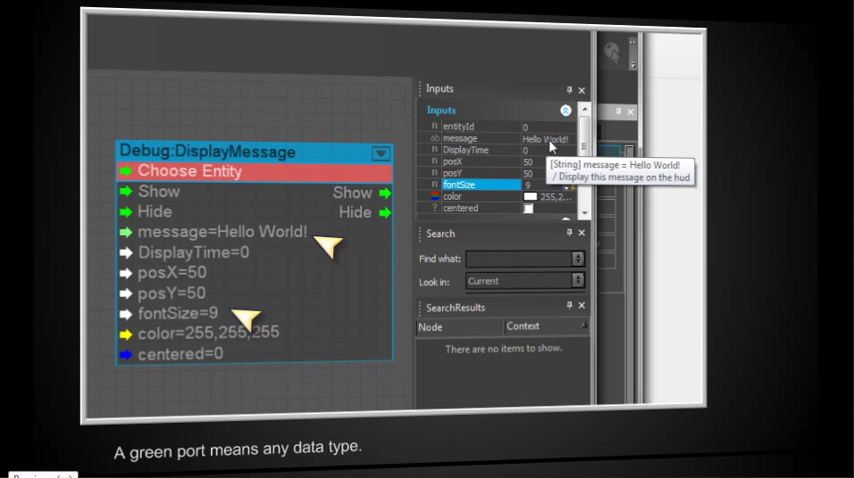 Debug:DisplayMessage
Choose Entity
Show
Show
Hide
Hide
message=Hello World!
DisplayTime=0
posX=50
posY=50
fontSize=9
color=255,255,255
centered=0
Inputs
Inputs
n entityId 0
ab message Hello World!
n DisplayTime 0
n posX 50
n posY 50
n fontSize 9
color 255,2...
? centered
[String] message = Hello World!
/ Display this message on the hud
Search
Find what:
Look in: Current
SearchResults
Node Context
There are no items to show.
A green port means any data type.